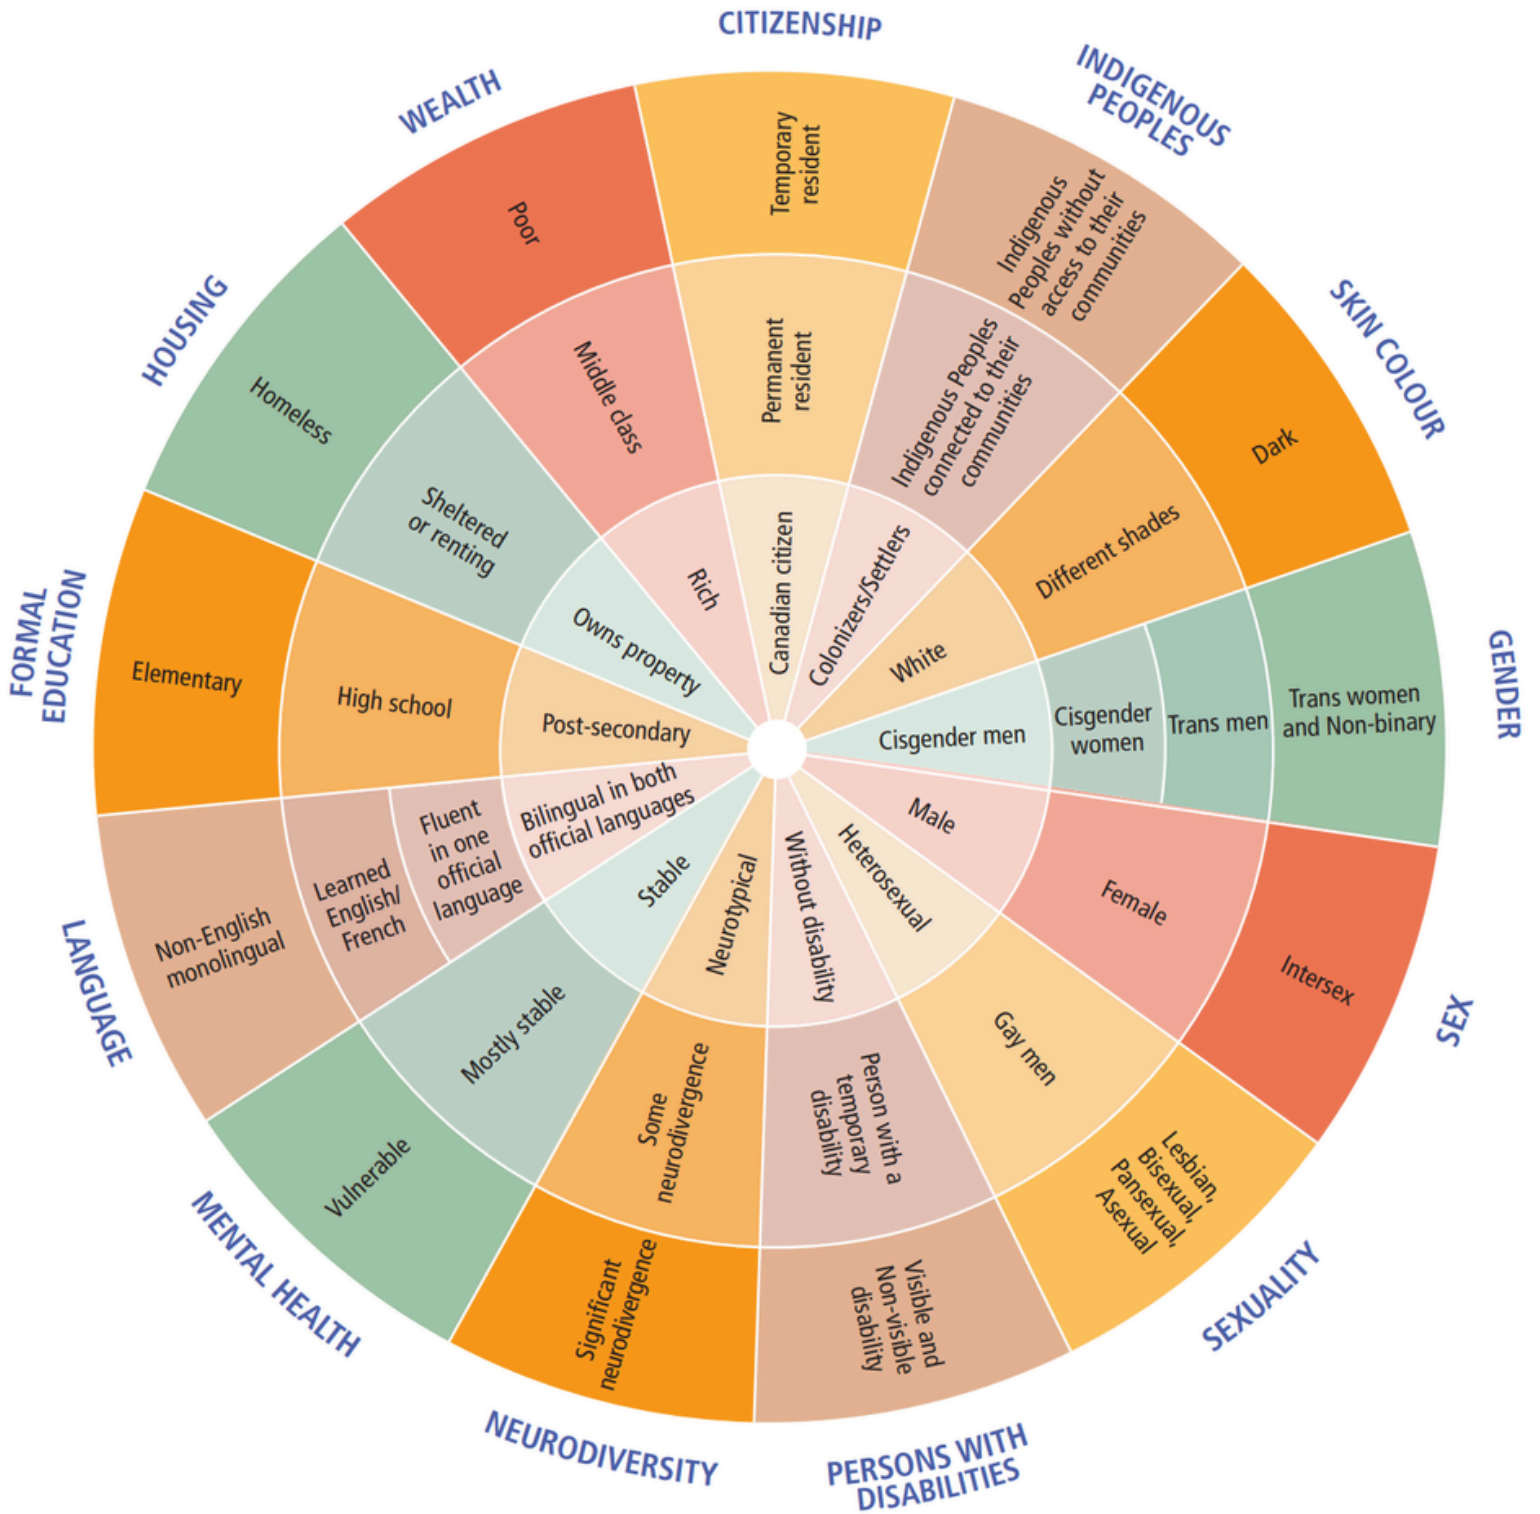 CITIZENSHIP
Temporary
resident
Permanent
resident
Canadian citizen
INDIGENOUS
PEOPLES
Indigenous
Peoples without
access to their
communities
Indigenous Peoples
connected to their
communities
Colonizers/Settlers
SKIN COLOUR
Dark
Different shades
White
GENDER
Trans women
and Non-binary
Trans men
Cisgender
women
Cisgender men
SEX
Intersex
Female
Male
SEXUALITY
Lesbian,
Bisexual,
Pansexual,
Asexual
Gay men
Heterosexual
PERSONS WITH
DISABILITIES
Visible and
Non-visible
disability
Person with a
temporary
disability
Without disability
NEURODIVERSITY
Significant
neurodivergence
Some
neurodivergence
Neurotypical
MENTAL HEALTH
Vulnerable
Mostly stable
Stable
LANGUAGE
Non-English
monolingual
Learned
English/
French
Fluent
in one
official
language
Bilingual in both
official languages
FORMAL
EDUCATION
Elementary
High school
Post-secondary
HOUSING
Homeless
Sheltered
or renting
Owns property
WEALTH
Poor
Middle class
Rich